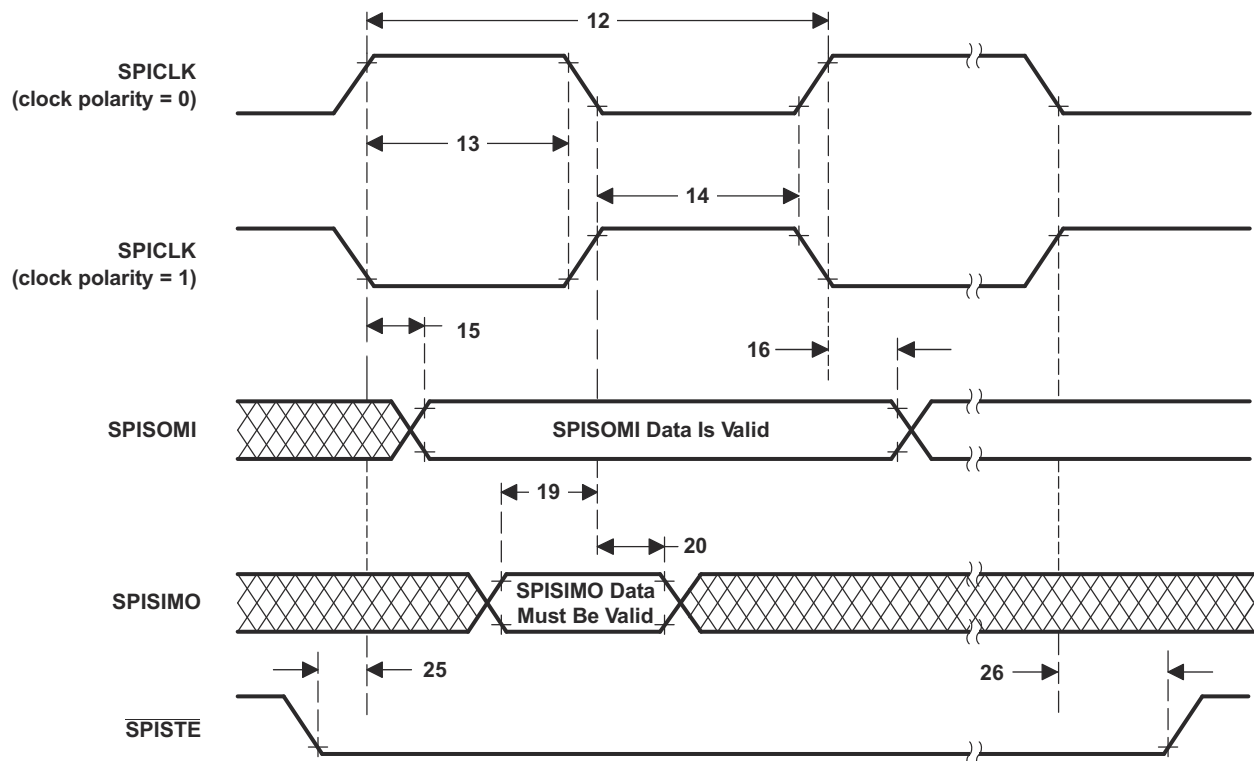 12
SPICLK
(clock polarity = 0)
13
14
SPICLK
(clock polarity = 1)
15
16
SPISOMI
SPISOMI Data Is Valid
19
20
SPISIMO
SPISIMO Data
Must Be Valid
25
26
SPISTE